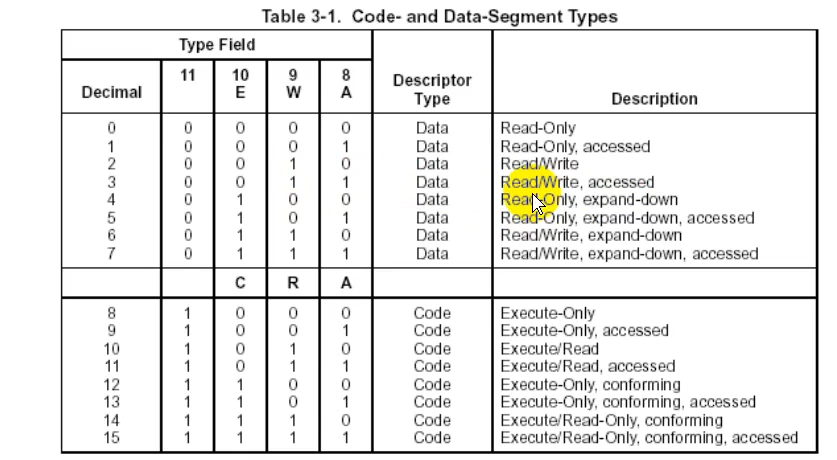 Table 3-1. Code- and Data-Segment Types
Type Field Descriptor Type Description
Decimal 11 10 E 9 W 8 A
0 0 0 0 0 Data Read-Only
1 0 0 0 1 Data Read-Only, accessed
2 0 0 1 0 Data Read/Write
3 0 0 1 1 Data Read/Write, accessed
4 0 1 0 0 Data Read-Only, expand-down
5 0 1 0 1 Data Read-Only, expand-down, accessed
6 0 1 1 0 Data Read/Write, expand-down
7 0 1 1 1 Data Read/Write, expand-down, accessed
C R A
8 1 0 0 0 Code Execute-Only
9 1 0 0 1 Code Execute-Only, accessed
10 1 0 1 0 Code Execute/Read
11 1 0 1 1 Code Execute/Read, accessed
12 1 1 0 0 Code Execute-Only, conforming
13 1 1 0 1 Code Execute-Only, conforming, accessed
14 1 1 1 0 Code Execute/Read-Only, conforming
15 1 1 1 1 Code Execute/Read-Only, conforming, accessed